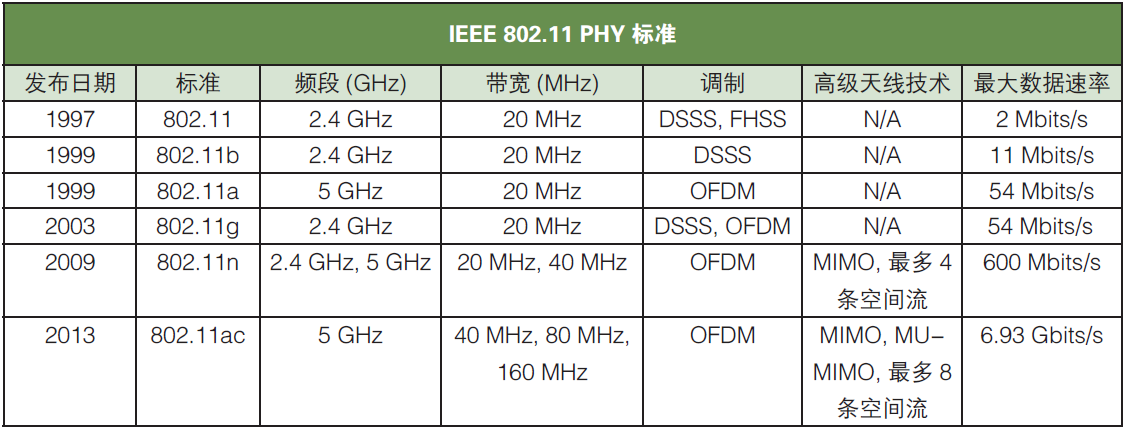 IEEE 802.11 PHY 标准
发布日期 标准 频段 (GHz) 带宽 (MHz) 调制 高级天线技术 最大数据速率
1997 802.11 2.4 GHz 20 MHz DSSS, FHSS N/A 2 Mbits/s
1999 802.11b 2.4 GHz 20 MHz DSSS N/A 11 Mbits/s
1999 802.11a 5 GHz 20 MHz OFDM N/A 54 Mbits/s
2003 802.11g 2.4 GHz 20 MHz DSSS, OFDM N/A 54 Mbits/s
2009 802.11n 2.4 GHz, 5 GHz 20 MHz, 40 MHz OFDM MIMO, 最多 4 600 Mbits/s
条空间流
2013 802.11ac 5 GHz 40 MHz, 80 MHz, OFDM MIMO, MU- 6.93 Gbits/s
160 MHz MIMO, 最多 8
条空间流